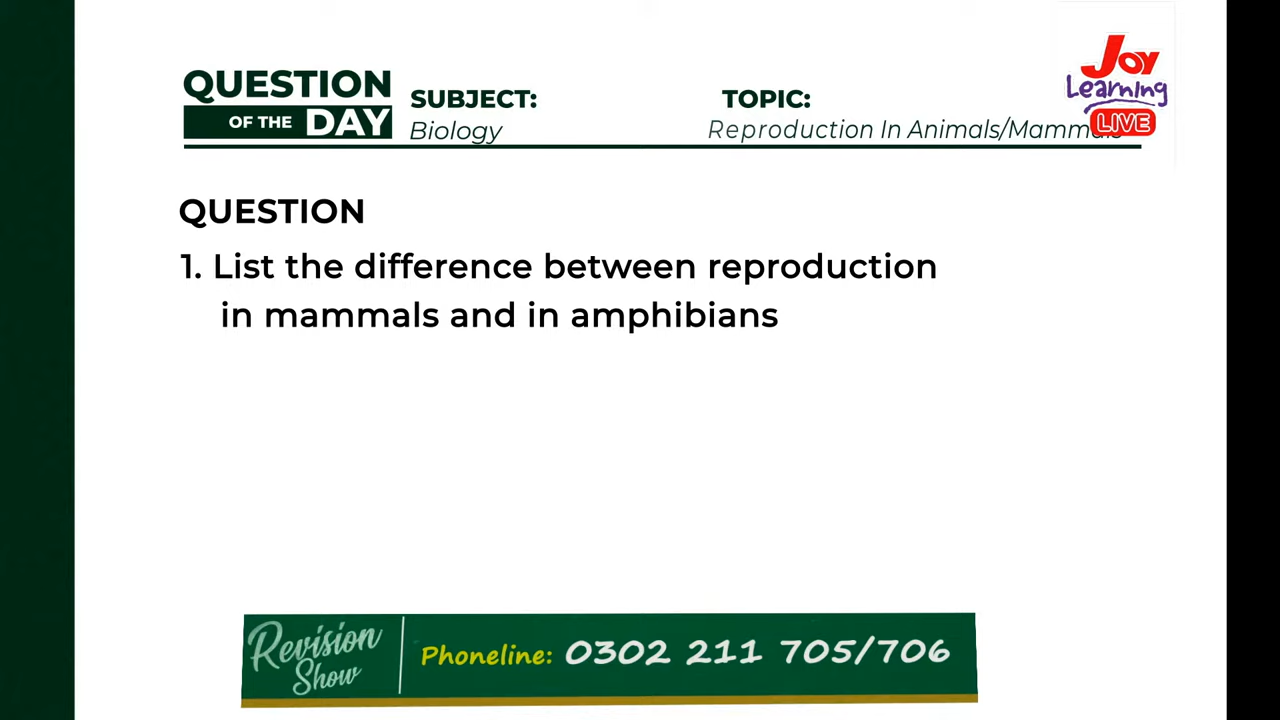 QUESTION
OF THE DAY
SUBJECT:
Biology
TOPIC:
Reproduction In Animals/Mammals
Joy
Learning
LIVE
QUESTION
1. List the difference between reproduction
in mammals and in amphibians
Revision
Show
Phoneline: 0302 211 705/706